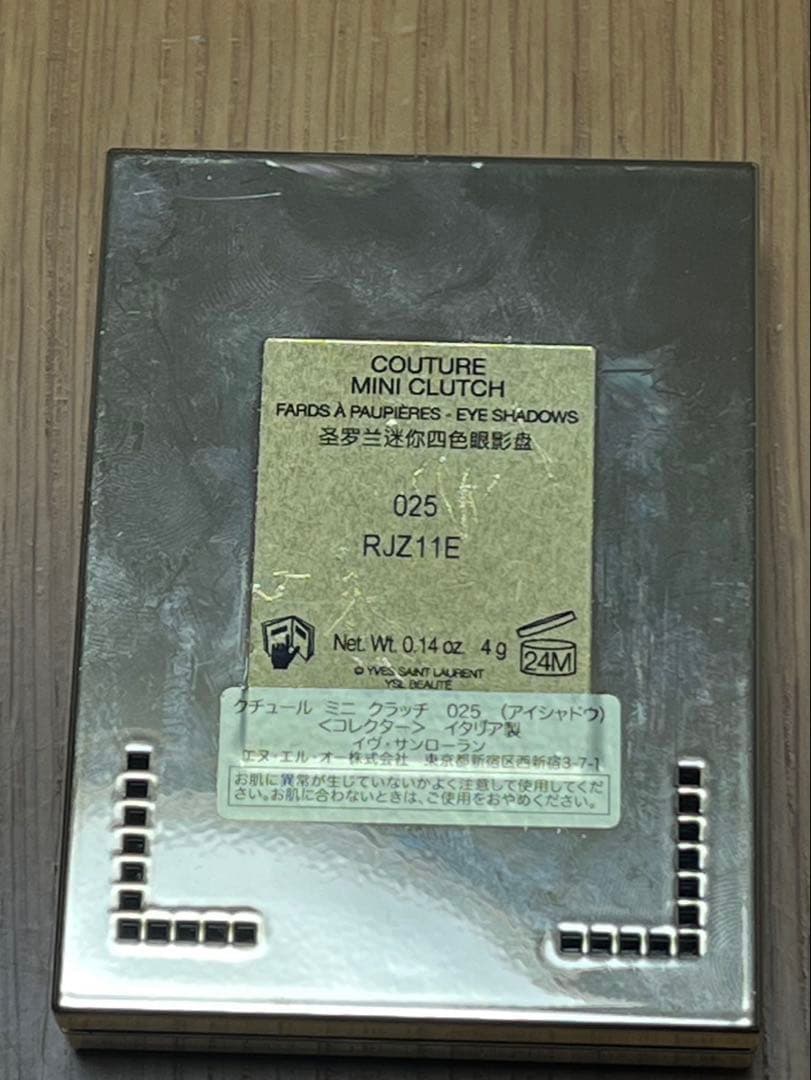 COUTURE
MINI CLUTCH
FARDS À PAUPIÈRES - EYE SHADOWS
圣罗兰迷你四色眼影盘
025
RJZ11E
Net. Wt. 0.14 oz. 4 g
24M
© YVES SAINT LAURENT
YSL BEAUTÉ
クチュール ミニ クラッチ 025 (アイシャドウ)
<コレクター> イタリア製
イヴ・サンローラン
エヌ・エル・オー株式会社 東京都新宿区西新宿3-7-1
お肌に異常が生じていないかよく注意して使用してくだ
さい。お肌に合わないときは、ご使用をおやめください。